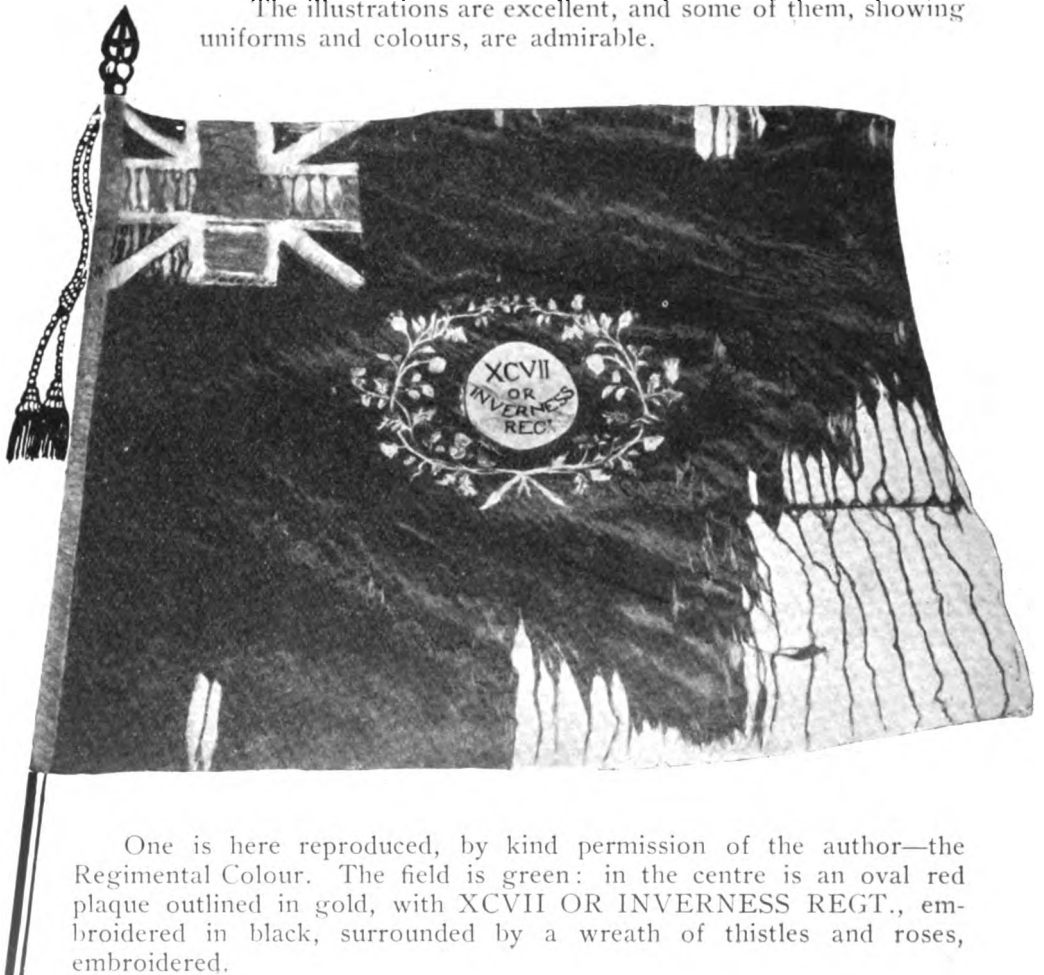 The illustrations are excellent, and some of them, showing
uniforms and colours, are admirable.
XCVII
OR
INVERNESS
REGT
One is here reproduced, by kind permission of the author—the
Regimental Colour. The field is green: in the centre is an oval red
plaque outlined in gold, with XCVII OR INVERNESS REGT., em-
broidered in black, surrounded by a wreath of thistles and roses,
embroidered.